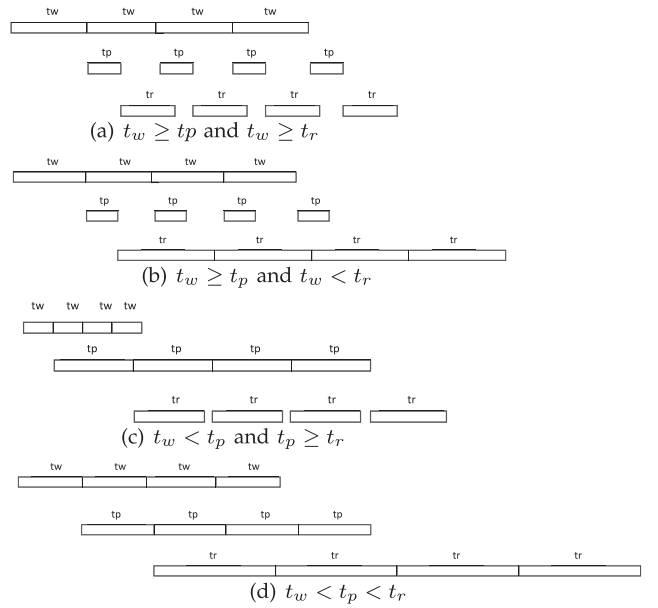 tw tw tw tw
tp tp tp tp
tr tr tr tr
(a) t_w ≥ tp and t_w ≥ t_r
tw tw tw tw
tp tp tp tp
tr tr tr tr
(b) t_w ≥ t_p and t_w < t_r
tw tw tw tw
tp tp tp tp
tr tr tr tr
(c) t_w < t_p and t_p ≥ t_r
tw tw tw tw
tp tp tp tp
tr tr tr tr
(d) t_w < t_p < t_r